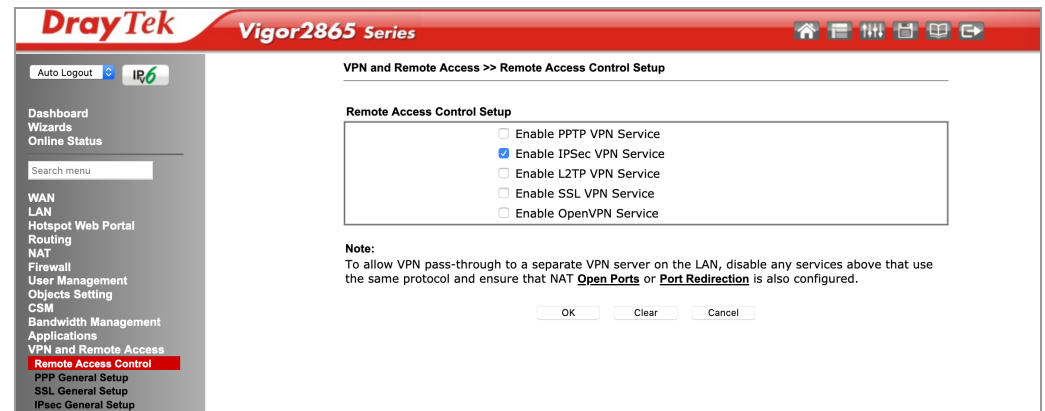 DrayTek
Vigor2865 Series
Auto Logout
IPv6
Dashboard
Wizards
Online Status
Search menu
WAN
LAN
Hotspot Web Portal
Routing
NAT
Firewall
User Management
Objects Setting
CSM
Bandwidth Management
Applications
VPN and Remote Access
Remote Access Control
PPP General Setup
SSL General Setup
IPsec General Setup
VPN and Remote Access >> Remote Access Control Setup
Remote Access Control Setup
Enable PPTP VPN Service
Enable IPSec VPN Service
Enable L2TP VPN Service
Enable SSL VPN Service
Enable OpenVPN Service
Note:
To allow VPN pass-through to a separate VPN server on the LAN, disable any services above that use
the same protocol and ensure that NAT Open Ports or Port Redirection is also configured.
OK Clear Cancel